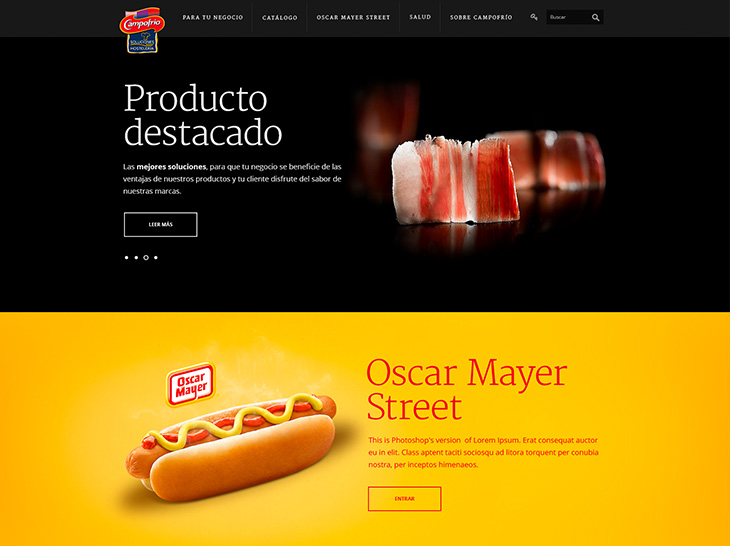 Campofrío
SOLUCIONES
HOSTELERÍA
PARA TU NEGOCIO
CATÁLOGO
OSCAR MAYER STREET
SALUD
SOBRE CAMPOFRÍO
Buscar
Producto
destacado
Las mejores soluciones, para que tu negocio se beneficie de las
ventajas de nuestros productos y tu cliente disfrute del sabor de
nuestras marcas.
LEER MÁS
Oscar
Mayer
Oscar Mayer
Street
This is Photoshop's version of Lorem Ipsum. Erat consequat auctor
eu in elit. Class aptent taciti sociosqu ad litora torquent per conubia
nostra, per inceptos himenaeos.
ENTRAR